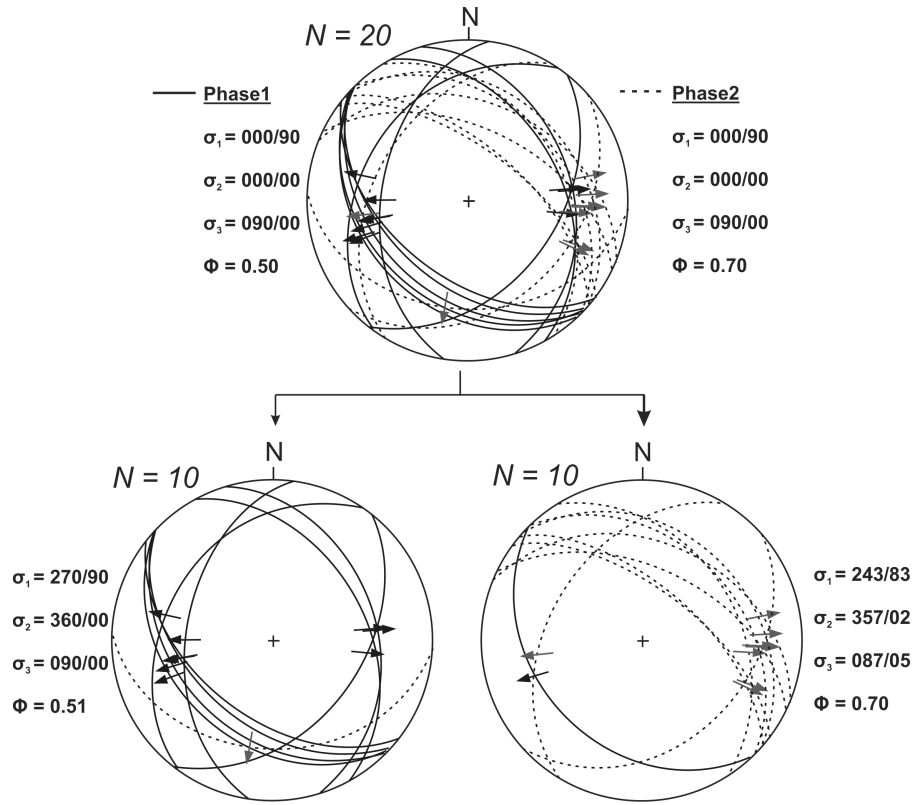 N
N = 20
Phase1
σ1 = 000/90
σ2 = 000/00
σ3 = 090/00
Φ = 0.50
Phase2
σ1 = 000/90
σ2 = 000/00
σ3 = 090/00
Φ = 0.70
N
N = 10
σ1 = 270/90
σ2 = 360/00
σ3 = 090/00
Φ = 0.51
N
N = 10
σ1 = 243/83
σ2 = 357/02
σ3 = 087/05
Φ = 0.70